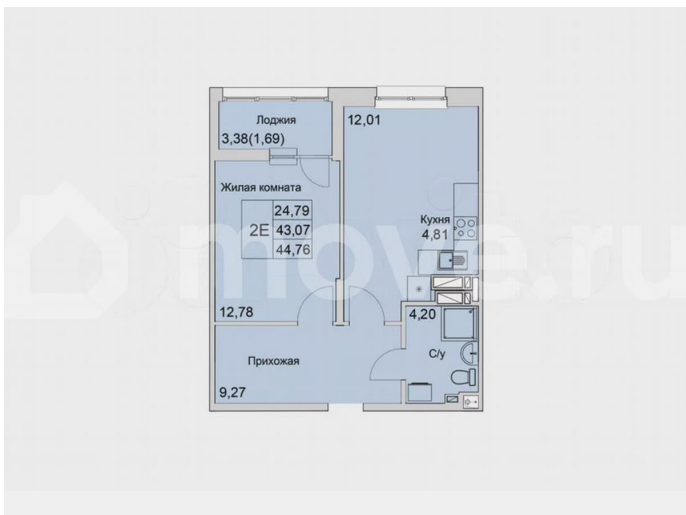 Лоджия
3,38(1,69)
12,01
Жилая комната
2Е
24,79
43,07
44,76
Кухня
4,81
12,78
4,20
С/у
Прихожая
9,27
move.ru